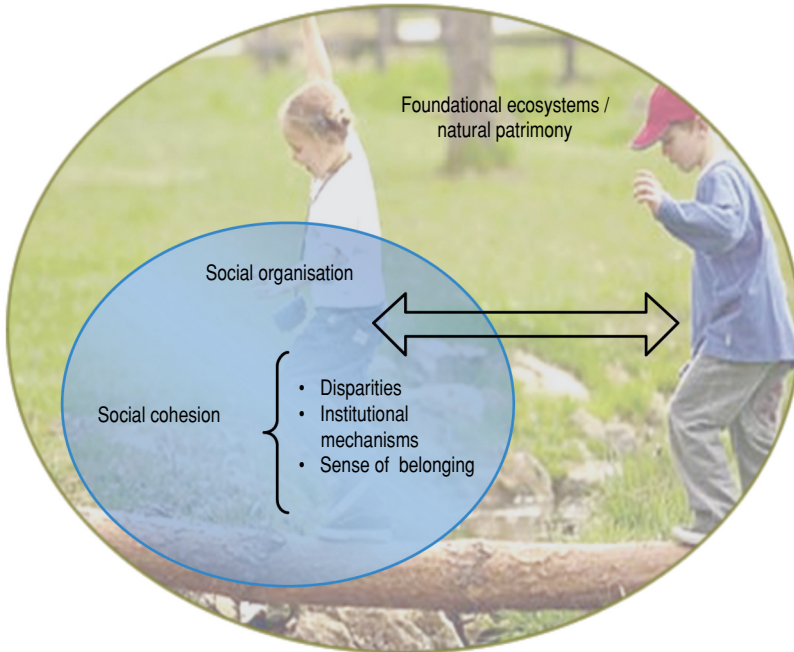 Foundational ecosystems /
natural patrimony
Social organisation
Social cohesion
• Disparities
• Institutional
mechanisms
• Sense of belonging